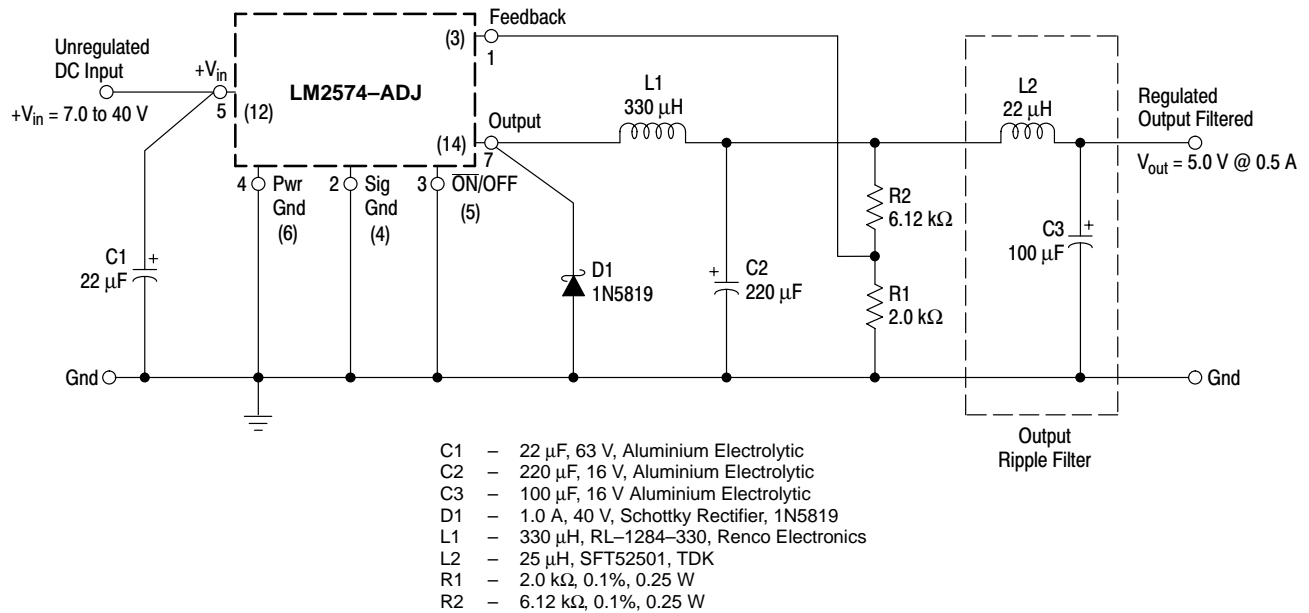 Unregulated
DC Input
+Vin = 7.0 to 40 V
+Vin
5
(12)
LM2574–ADJ
(3)
Feedback
1
(14)
Output
7
4
Pwr
Gnd
(6)
2
Sig
Gnd
(4)
3
ON/OFF
(5)
C1
22 μF
+
D1
1N5819
L1
330 μH
+
C2
220 μF
R2
6.12 kΩ
R1
2.0 kΩ
L2
22 μH
C3
100 μF
+
Regulated
Output Filtered
Vout = 5.0 V @ 0.5 A
Gnd
Gnd
Output
Ripple Filter
C1 – 22 μF, 63 V, Aluminium Electrolytic
C2 – 220 μF, 16 V, Aluminium Electrolytic
C3 – 100 μF, 16 V Aluminium Electrolytic
D1 – 1.0 A, 40 V, Schottky Rectifier, 1N5819
L1 – 330 μH, RL–1284–330, Renco Electronics
L2 – 25 μH, SFT52501, TDK
R1 – 2.0 kΩ, 0.1%, 0.25 W
R2 – 6.12 kΩ, 0.1%, 0.25 W